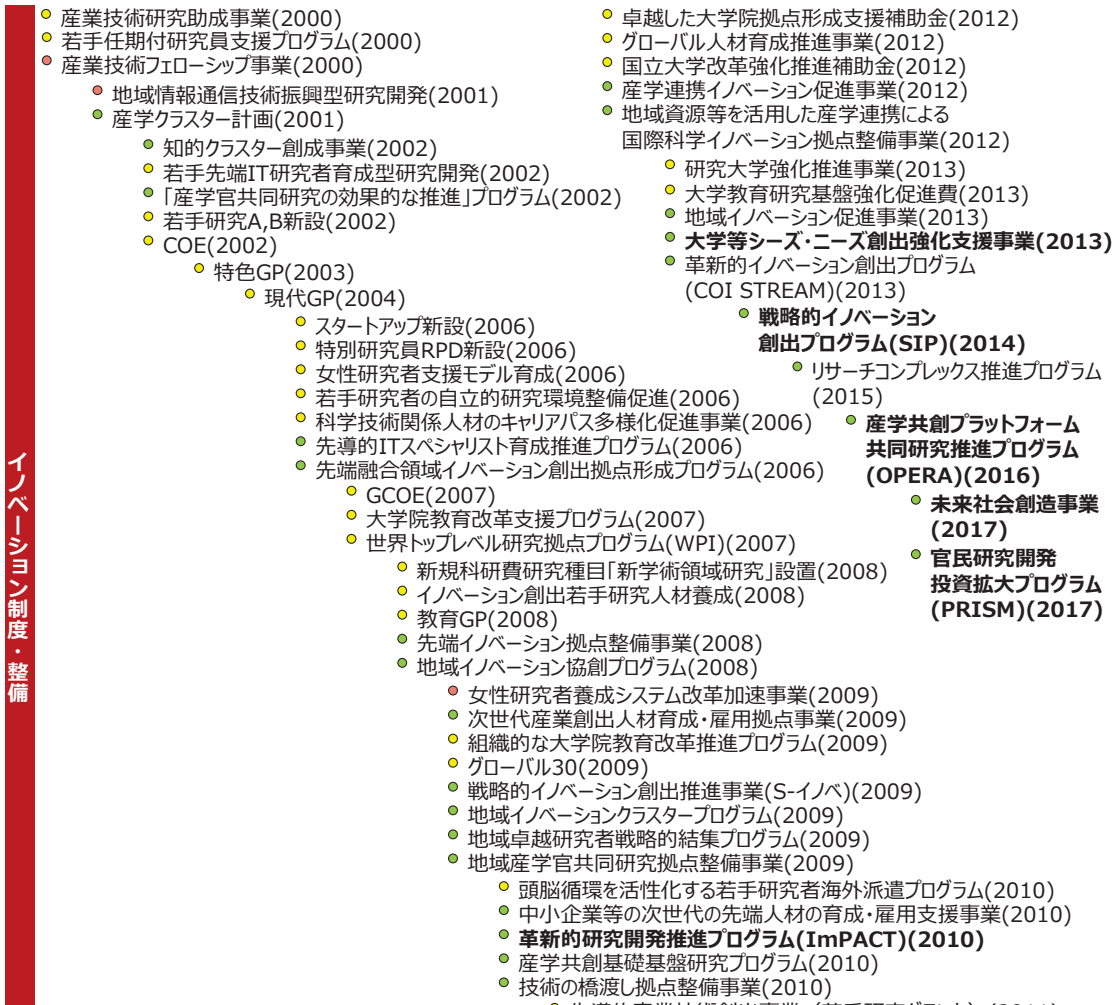 イノベーション制度・整備
産業技術研究助成事業(2000)
若手任期付研究員支援プログラム(2000)
産業技術フェローシップ事業(2000)
地域情報通信技術振興型研究開発(2001)
産学クラスター計画(2001)
知的クラスター創成事業(2002)
若手先端IT研究者育成型研究開発(2002)
「産学官共同研究の効果的な推進」プログラム(2002)
若手研究A,B新設(2002)
COE(2002)
特色GP(2003)
現代GP(2004)
スタートアップ新設(2006)
特別研究員RPD新設(2006)
女性研究者支援モデル育成(2006)
若手研究者の自立的研究環境整備促進(2006)
科学技術関係人材のキャリアパス多様化促進事業(2006)
先導的ITスペシャリスト育成推進プログラム(2006)
先端融合領域イノベーション創出拠点形成プログラム(2006)
GCOE(2007)
大学院教育改革支援プログラム(2007)
世界トップレベル研究拠点プログラム(WPI)(2007)
新規科研費研究種目「新学術領域研究」設置(2008)
イノベーション創出若手研究人材養成(2008)
教育GP(2008)
先端イノベーション拠点整備事業(2008)
地域イノベーション協創プログラム(2008)
女性研究者養成システム改革加速事業(2009)
次世代産業創出人材育成・雇用拠点事業(2009)
組織的な大学院教育改革推進プログラム(2009)
グローバル30(2009)
戦略的イノベーション創出推進事業(S-イノベ)(2009)
地域イノベーションクラスタープログラム(2009)
地域卓越研究者戦略的結集プログラム(2009)
地域産学官共同研究拠点整備事業(2009)
頭脳循環を活性化する若手研究者海外派遣プログラム(2010)
中小企業等の次世代の先端人材の育成・雇用支援事業(2010)
革新的研究開発推進プログラム(ImPACT)(2010)
産学共創基礎基盤研究プログラム(2010)
技術の橋渡し拠点整備事業(2010)
卓越した大学院拠点形成支援補助金(2012)
グローバル人材育成推進事業(2012)
国立大学改革強化推進補助金(2012)
産学連携イノベーション促進事業(2012)
地域資源等を活用した産学連携による
国際科学イノベーション拠点整備事業(2012)
研究大学強化推進事業(2013)
大学教育研究基盤強化促進費(2013)
地域イノベーション促進事業(2013)
大学等シーズ・ニーズ創出強化支援事業(2013)
革新的イノベーション創出プログラム
(COI STREAM)(2013)
戦略的イノベーション
創出プログラム(SIP)(2014)
リサーチコンプレックス推進プログラム
(2015)
産学共創プラットフォーム
共同研究推進プログラム
(OPERA)(2016)
未来社会創造事業
(2017)
官民研究開発
投資拡大プログラム
(PRISM)(2017)